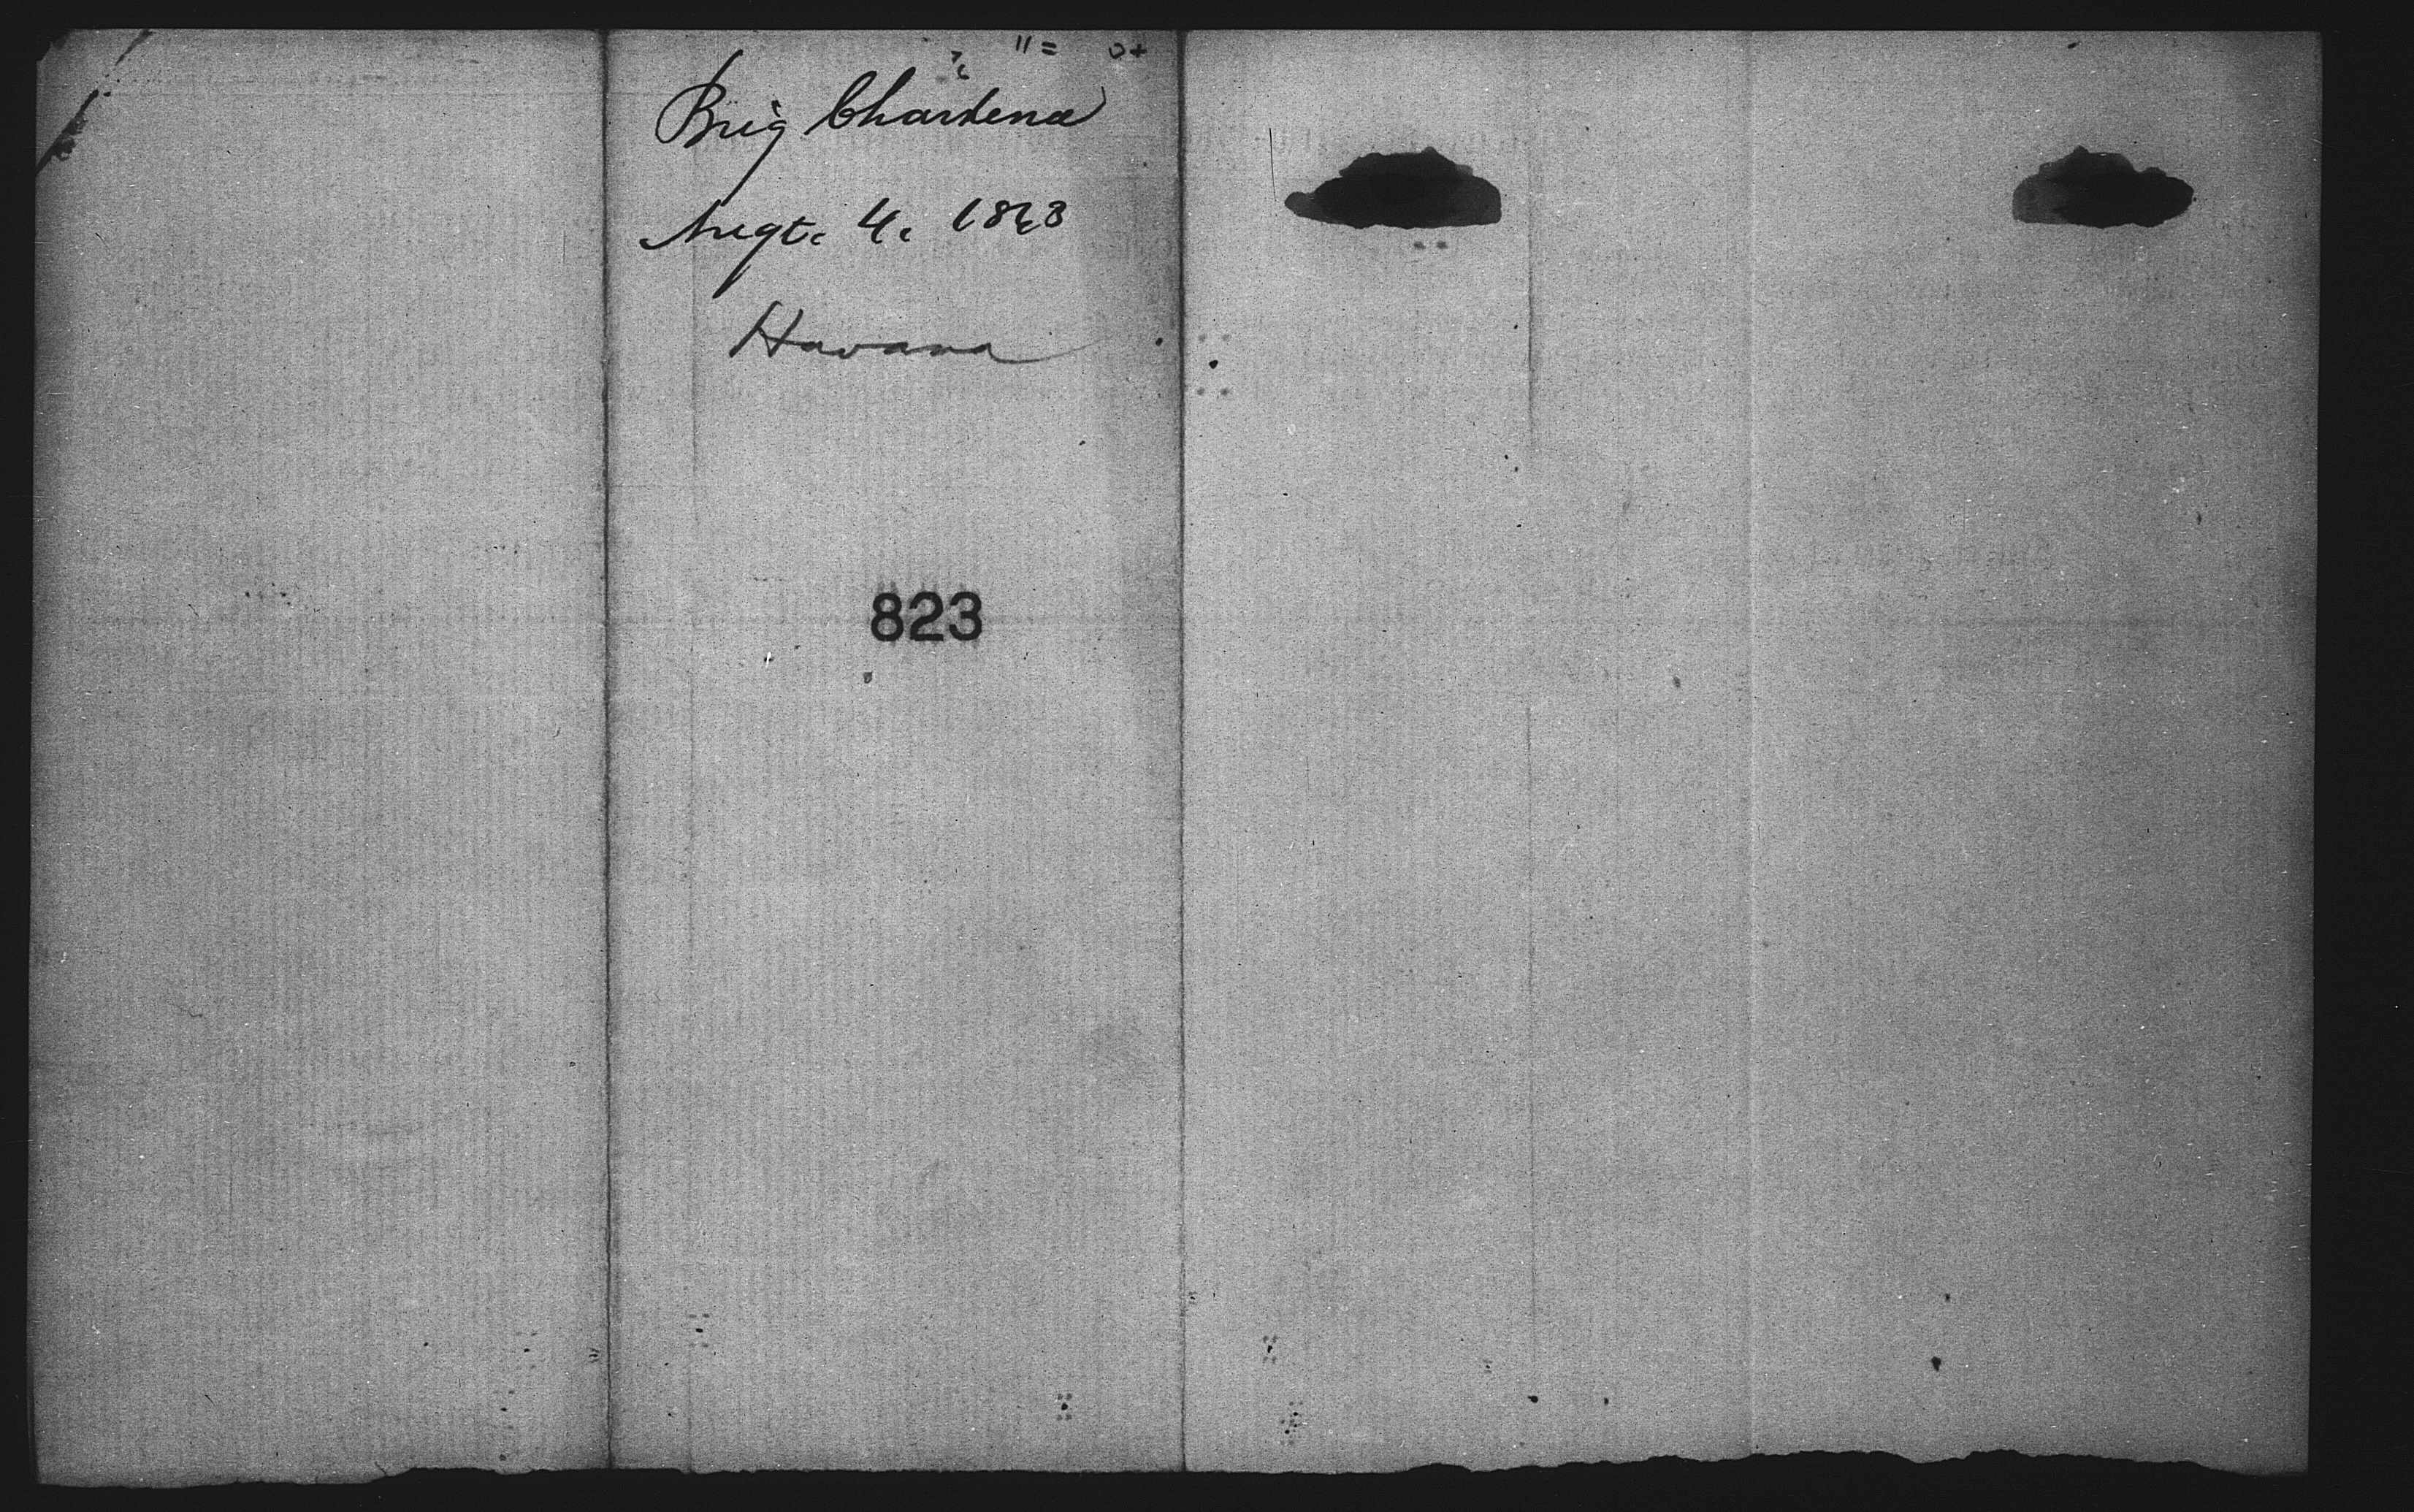 Brig Chardena
Augt. 4. 1868
Havana
823